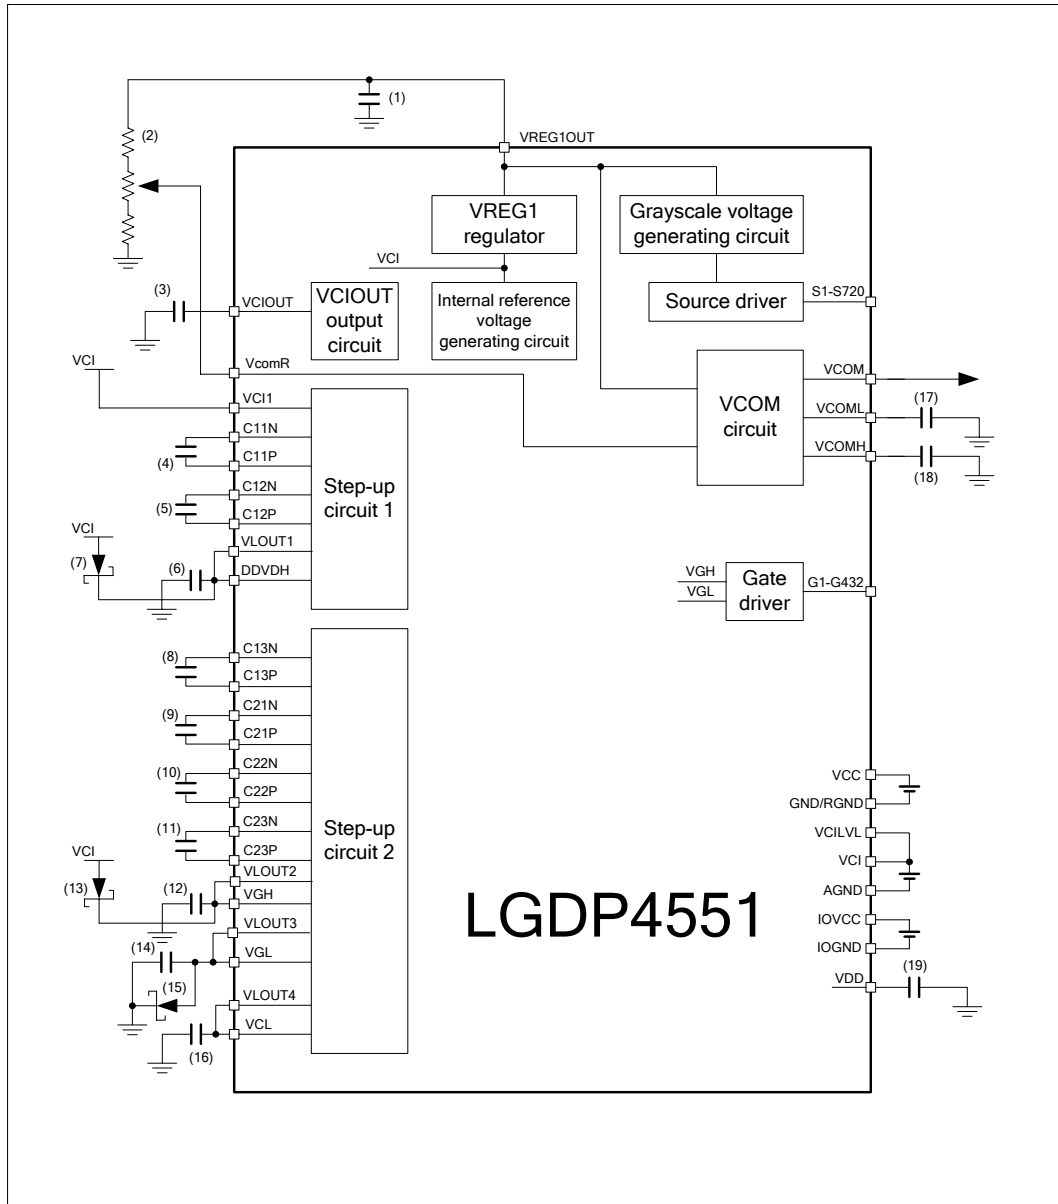 (1)
(2)
VREG1OUT
VREG1
regulator
Grayscale voltage
generating circuit
VCI
(3)
VCIOUT
VCIOUT
output
circuit
Internal reference
voltage
generating circuit
Source driver
S1-S720
VCI
VcomR
VCI1
C11N
(4)
C11P
C12N
(5)
C12P
Step-up
circuit 1
VCOM
circuit
VCOM
VCOML
(17)
VCOMH
(18)
VCI
VLOUT1
(7)
(6)
DDVDH
VGH
VGL
Gate
driver
G1-G432
C13N
(8)
C13P
C21N
(9)
C21P
C22N
(10)
C22P
C23N
(11)
C23P
Step-up
circuit 2
VCI
VLOUT2
(13)
(12)
VGH
VLOUT3
(14)
VGL
(15)
VLOUT4
VCL
(16)
LGDP4551
VCC
GND/RGND
VCILVL
VCI
AGND
IOVCC
IOGND
VDD
(19)